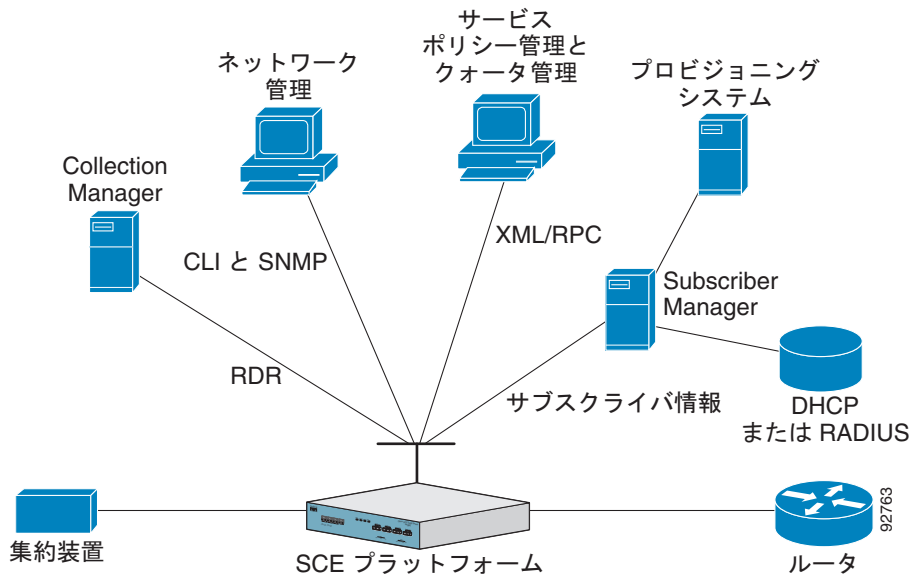 サービス
ポリシー管理と
クォータ管理
ネットワーク
管理
プロビジョニング
システム
Collection
Manager
CLI と SNMP
XML/RPC
Subscriber
Manager
RDR
サブスクライバ情報
DHCP
または RADIUS
集約装置
SCE プラットフォーム
ルータ
92763